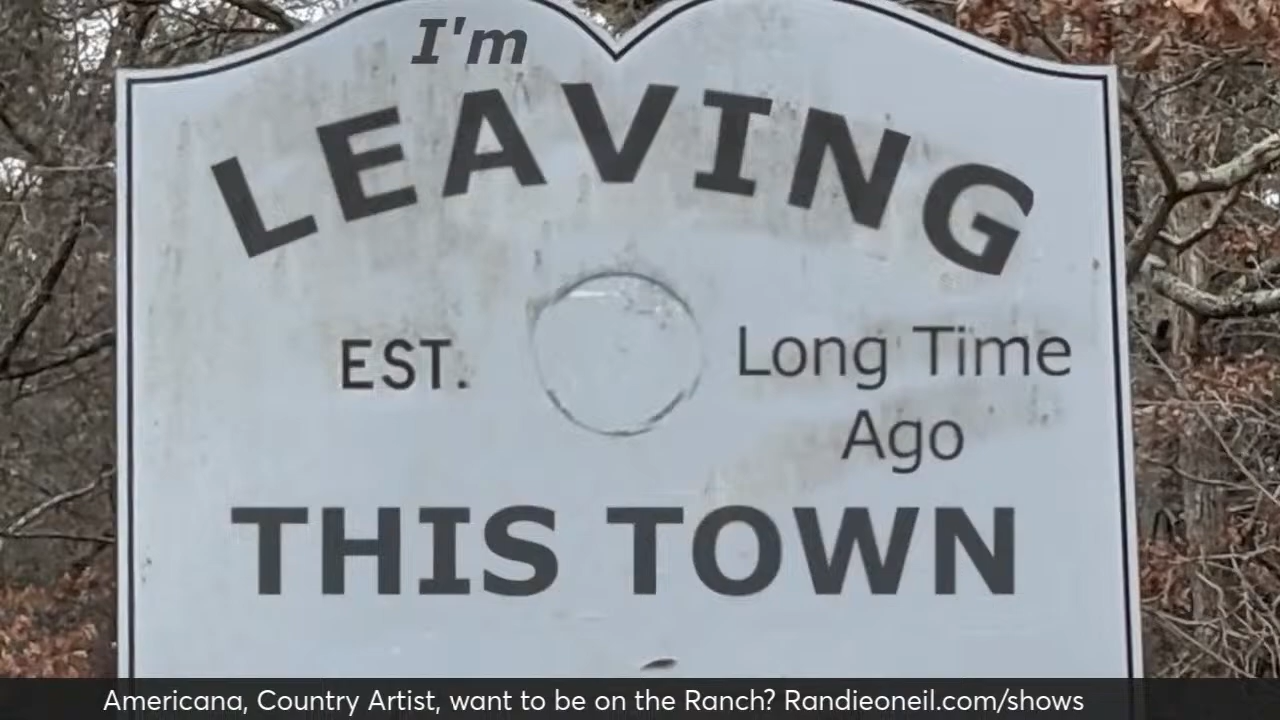 I'm
LEAVING
EST.
Long Time
Ago
THIS TOWN
Americana, Country Artist, want to be on the Ranch? Randieoneil.com/shows